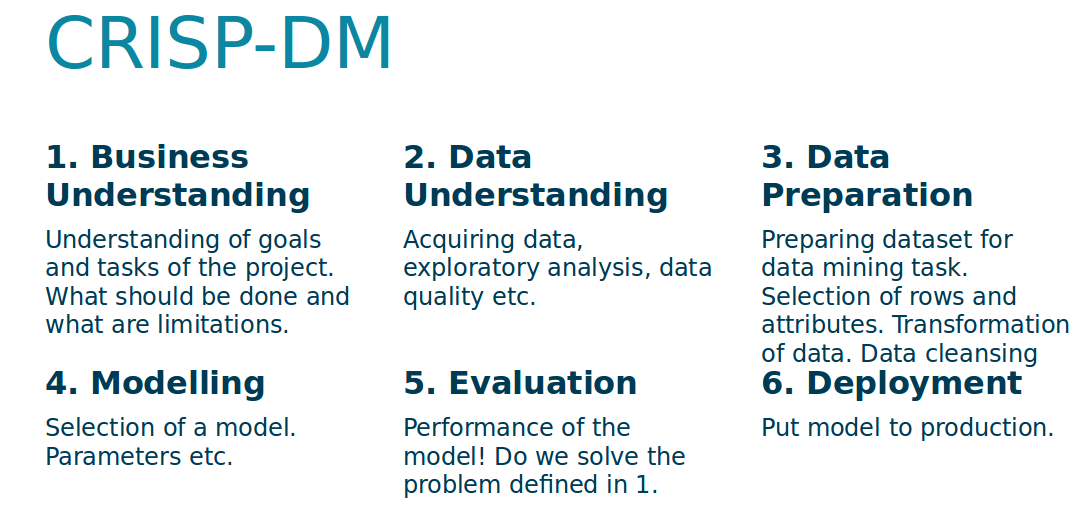 CRISP-DM
1. Business
Understanding
Understanding of goals
and tasks of the project.
What should be done and
what are limitations.
2. Data
Understanding
Acquiring data,
exploratory analysis, data
quality etc.
3. Data
Preparation
Preparing dataset for
data mining task.
Selection of rows and
attributes. Transformation
of data. Data cleansing
4. Modelling
Selection of a model.
Parameters etc.
5. Evaluation
Performance of the
model! Do we solve the
problem defined in 1.
6. Deployment
Put model to production.